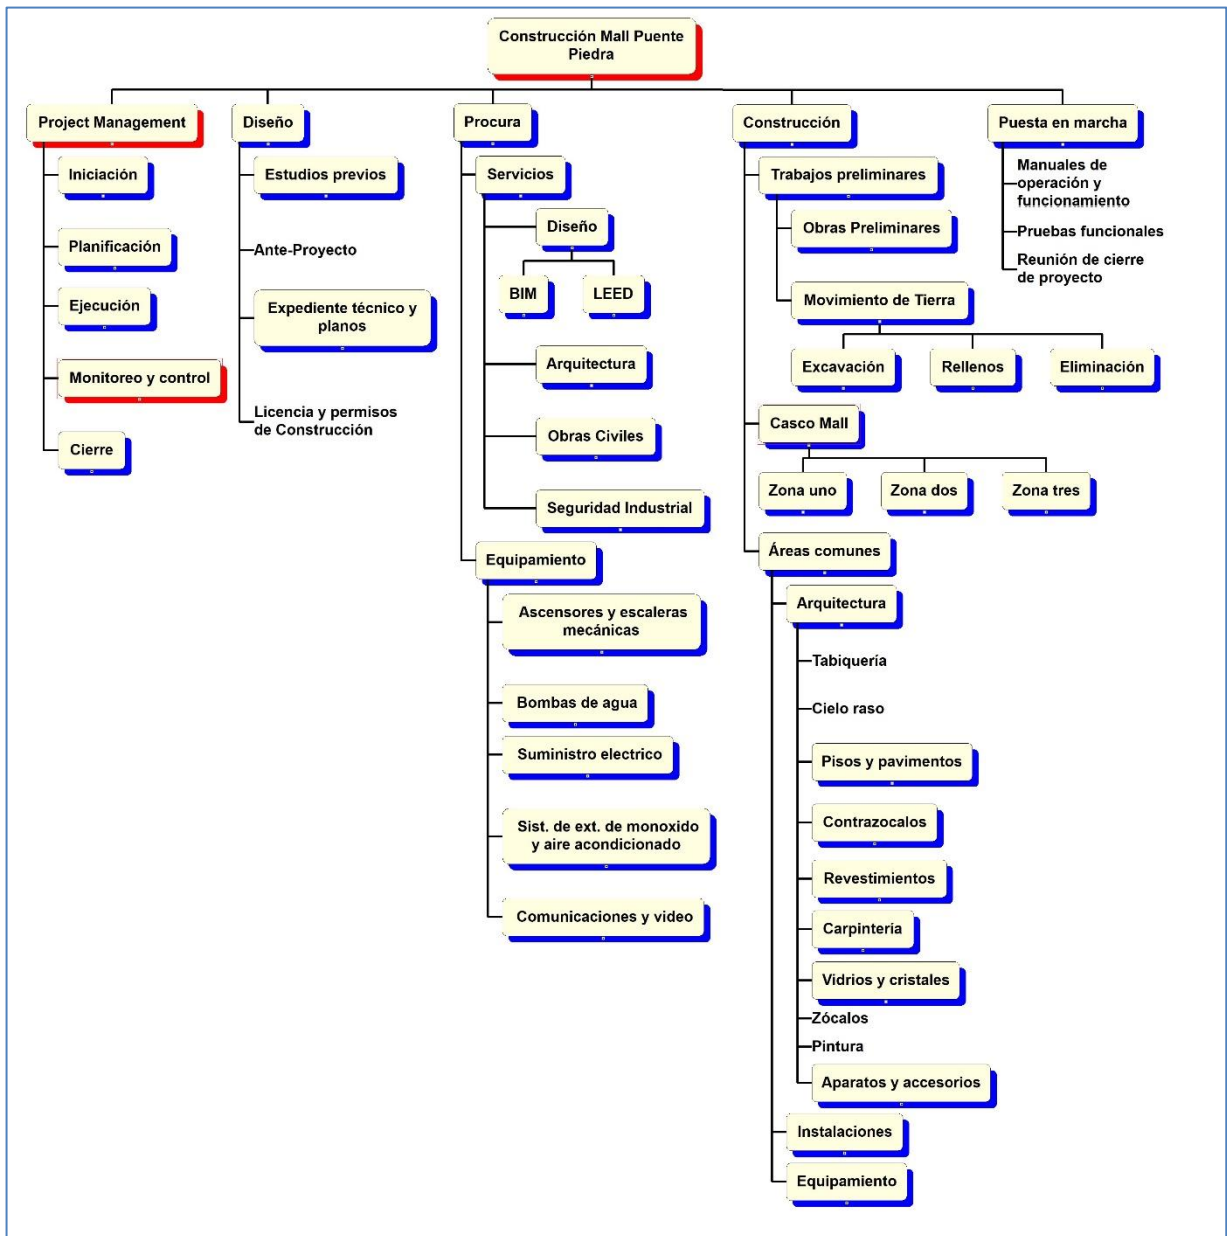 Construcción Mall Puente
Piedra
Project Management
Iniciación
Planificación
Ejecución
Monitoreo y control
Cierre
Diseño
Estudios previos
Ante-Proyecto
Expediente técnico y
planos
Licencia y permisos
de Construcción
Procura
Servicios
Diseño
BIM
LEED
Arquitectura
Obras Civiles
Seguridad Industrial
Equipamiento
Ascensores y escaleras
mecánicas
Bombas de agua
Suministro electrico
Sist. de ext. de monoxido
y aire acondicionado
Comunicaciones y video
Construcción
Trabajos preliminares
Obras Preliminares
Movimiento de Tierra
Excavación
Rellenos
Eliminación
Casco Mall
Zona uno
Zona dos
Zona tres
Áreas comunes
Arquitectura
Tabiquería
Cielo raso
Pisos y pavimentos
Contrazocalos
Revestimientos
Carpintería
Vidrios y cristales
Zócalos
Pintura
Aparatos y accesorios
Instalaciones
Equipamiento
Puesta en marcha
Manuales de
operación y
funcionamiento
Pruebas funcionales
Reunión de cierre
de proyecto